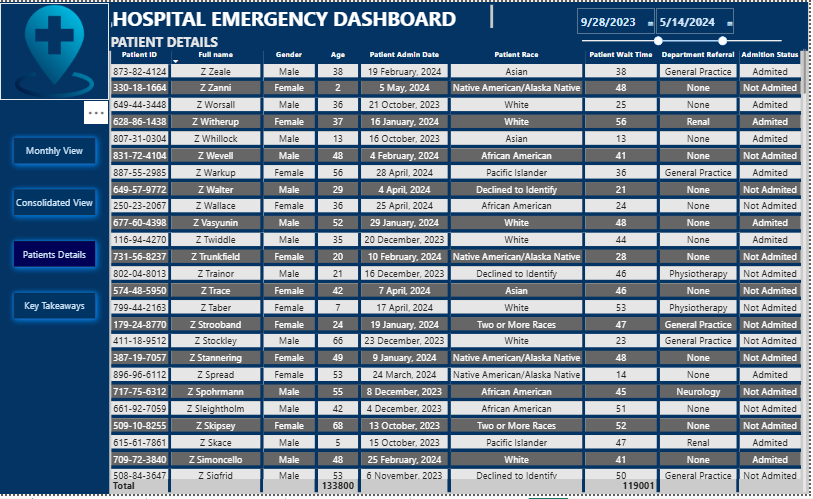 HOSPITAL EMERGENCY DASHBOARD
9/28/2023 5/14/2024
PATIENT DETAILS
Patient ID Full name Gender Age Patient Admin Date Patient Race Patient Wait Time Department Referral Admition Status
873-82-4124 Z Zeale Male 38 19 February, 2024 Asian 38 General Practice Admited
330-18-1664 Z Zanni Female 2 5 May, 2024 Native American/Alaska Native 48 None Not Admited
649-44-3448 Z Worsall Male 36 21 October, 2023 White 25 None Admited
628-86-1438 Z Witherup Female 37 16 January, 2024 White 56 Renal Admited
807-31-0304 Z Whillock Male 13 16 October, 2023 Asian 13 None Admited
831-72-4104 Z Wevell Male 48 4 February, 2024 African American 41 None Not Admited
887-55-2985 Z Warkup Female 56 28 April, 2024 Pacific Islander 36 General Practice Admited
649-57-9772 Z Walter Male 29 4 April, 2024 Declined to Identify 21 None Not Admited
250-23-2067 Z Wallace Female 36 25 April, 2024 African American 24 None Not Admited
677-60-4398 Z Vasyunin Male 52 29 January, 2024 White 48 None Admited
116-94-4270 Z Twiddle Male 35 20 December, 2023 White 44 None Admited
731-56-8237 Z Trunkfield Female 20 10 February, 2024 Native American/Alaska Native 28 None Not Admited
802-04-8013 Z Trainor Male 21 16 December, 2023 Declined to Identify 46 Physiotherapy Not Admited
574-48-5950 Z Trace Female 42 7 April, 2024 Asian 46 None Not Admited
799-44-2163 Z Taber Female 7 17 April, 2024 White 53 Physiotherapy Not Admited
179-24-8770 Z Strooband Female 24 19 January, 2024 Two or More Races 47 General Practice Not Admited
411-18-9512 Z Stockley Male 66 23 December, 2023 White 23 General Practice Not Admited
387-19-7057 Z Stannering Female 49 9 January, 2024 Native American/Alaska Native 48 None Not Admited
896-96-6112 Z Spread Female 53 24 March, 2024 Native American/Alaska Native 14 None Admited
717-75-6312 Z Spohrmann Male 55 8 December, 2023 African American 45 Neurology Not Admited
661-92-7059 Z Sleightholm Male 42 4 December, 2023 African American 51 None Not Admited
509-10-8255 Z Skipsey Female 68 13 October, 2023 Two or More Races 52 None Not Admited
615-61-7861 Z Skace Male 5 15 October, 2023 Pacific Islander 47 Renal Admited
709-72-3840 Z Simoncello Male 48 25 February, 2024 White 41 None Admited
508-84-3647 Z Siofrid Male 53 6 November, 2023 Declined to Identify 50 General Practice Not Admited
Total 133800 119001
Monthly View
Consolidated View
Patients Details
Key Takeaways